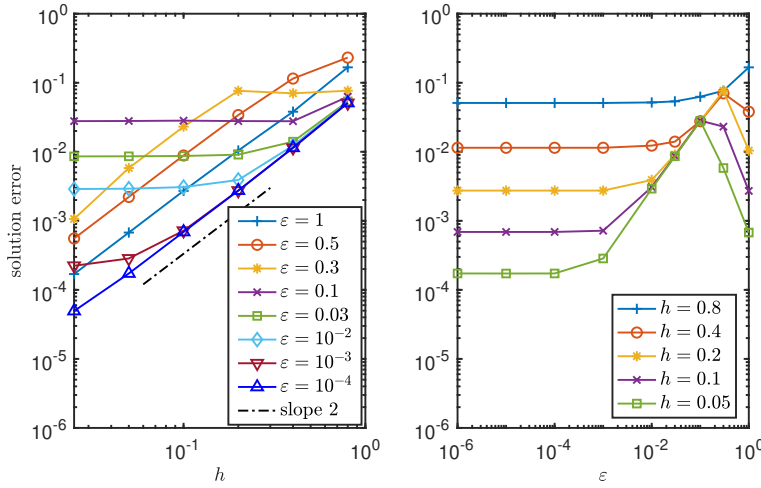 solution error
10^0
10^-1
10^-2
10^-3
10^-4
10^-5
10^-6
10^-1
10^0
h
ε = 1
ε = 0.5
ε = 0.3
ε = 0.1
ε = 0.03
ε = 10^-2
ε = 10^-3
ε = 10^-4
slope 2
10^0
10^-1
10^-2
10^-3
10^-4
10^-5
10^-6
10^-6
10^-4
10^-2
10^0
ε
h = 0.8
h = 0.4
h = 0.2
h = 0.1
h = 0.05